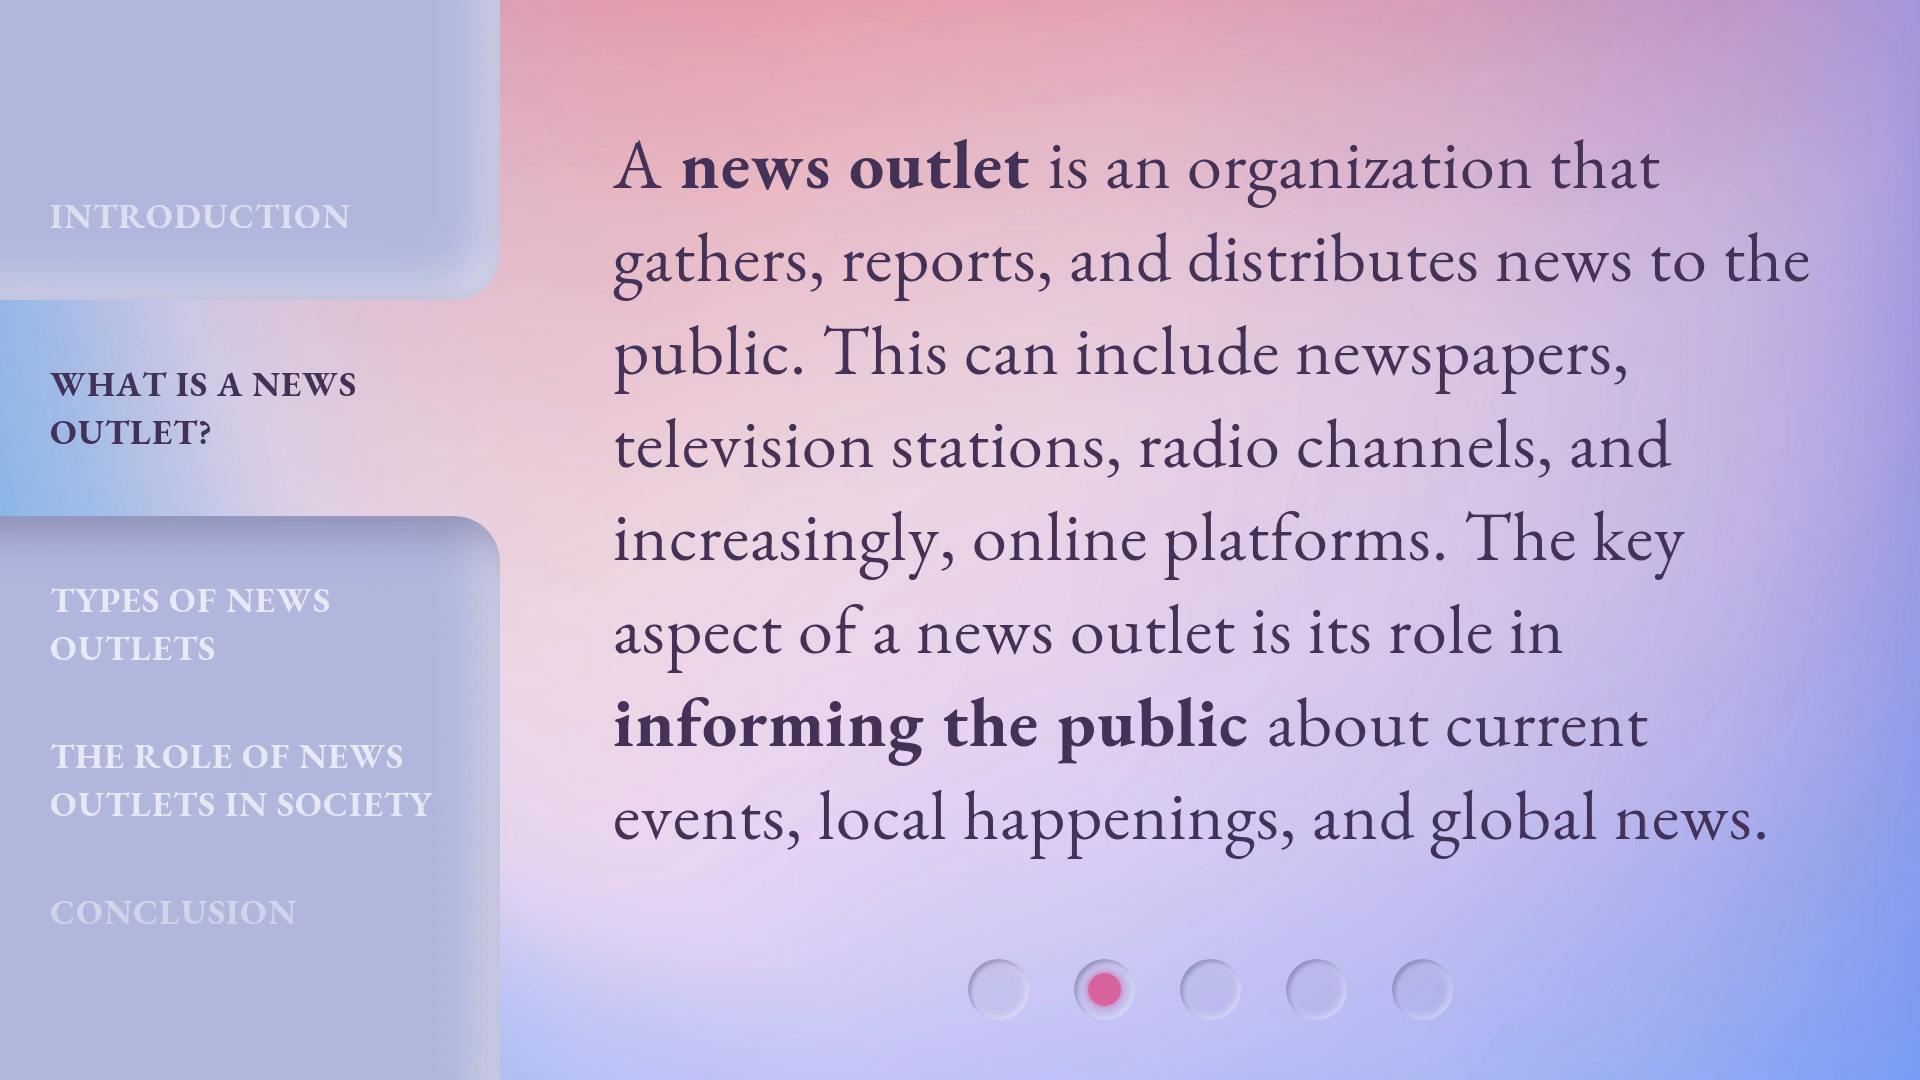 INTRODUCTION
WHAT IS A NEWS
OUTLET?
TYPES OF NEWS
OUTLETS
THE ROLE OF NEWS
OUTLETS IN SOCIETY
CONCLUSION
A news outlet is an organization that
gathers, reports, and distributes news to the
public. This can include newspapers,
television stations, radio channels, and
increasingly, online platforms. The key
aspect of a news outlet is its role in
informing the public about current
events, local happenings, and global news.